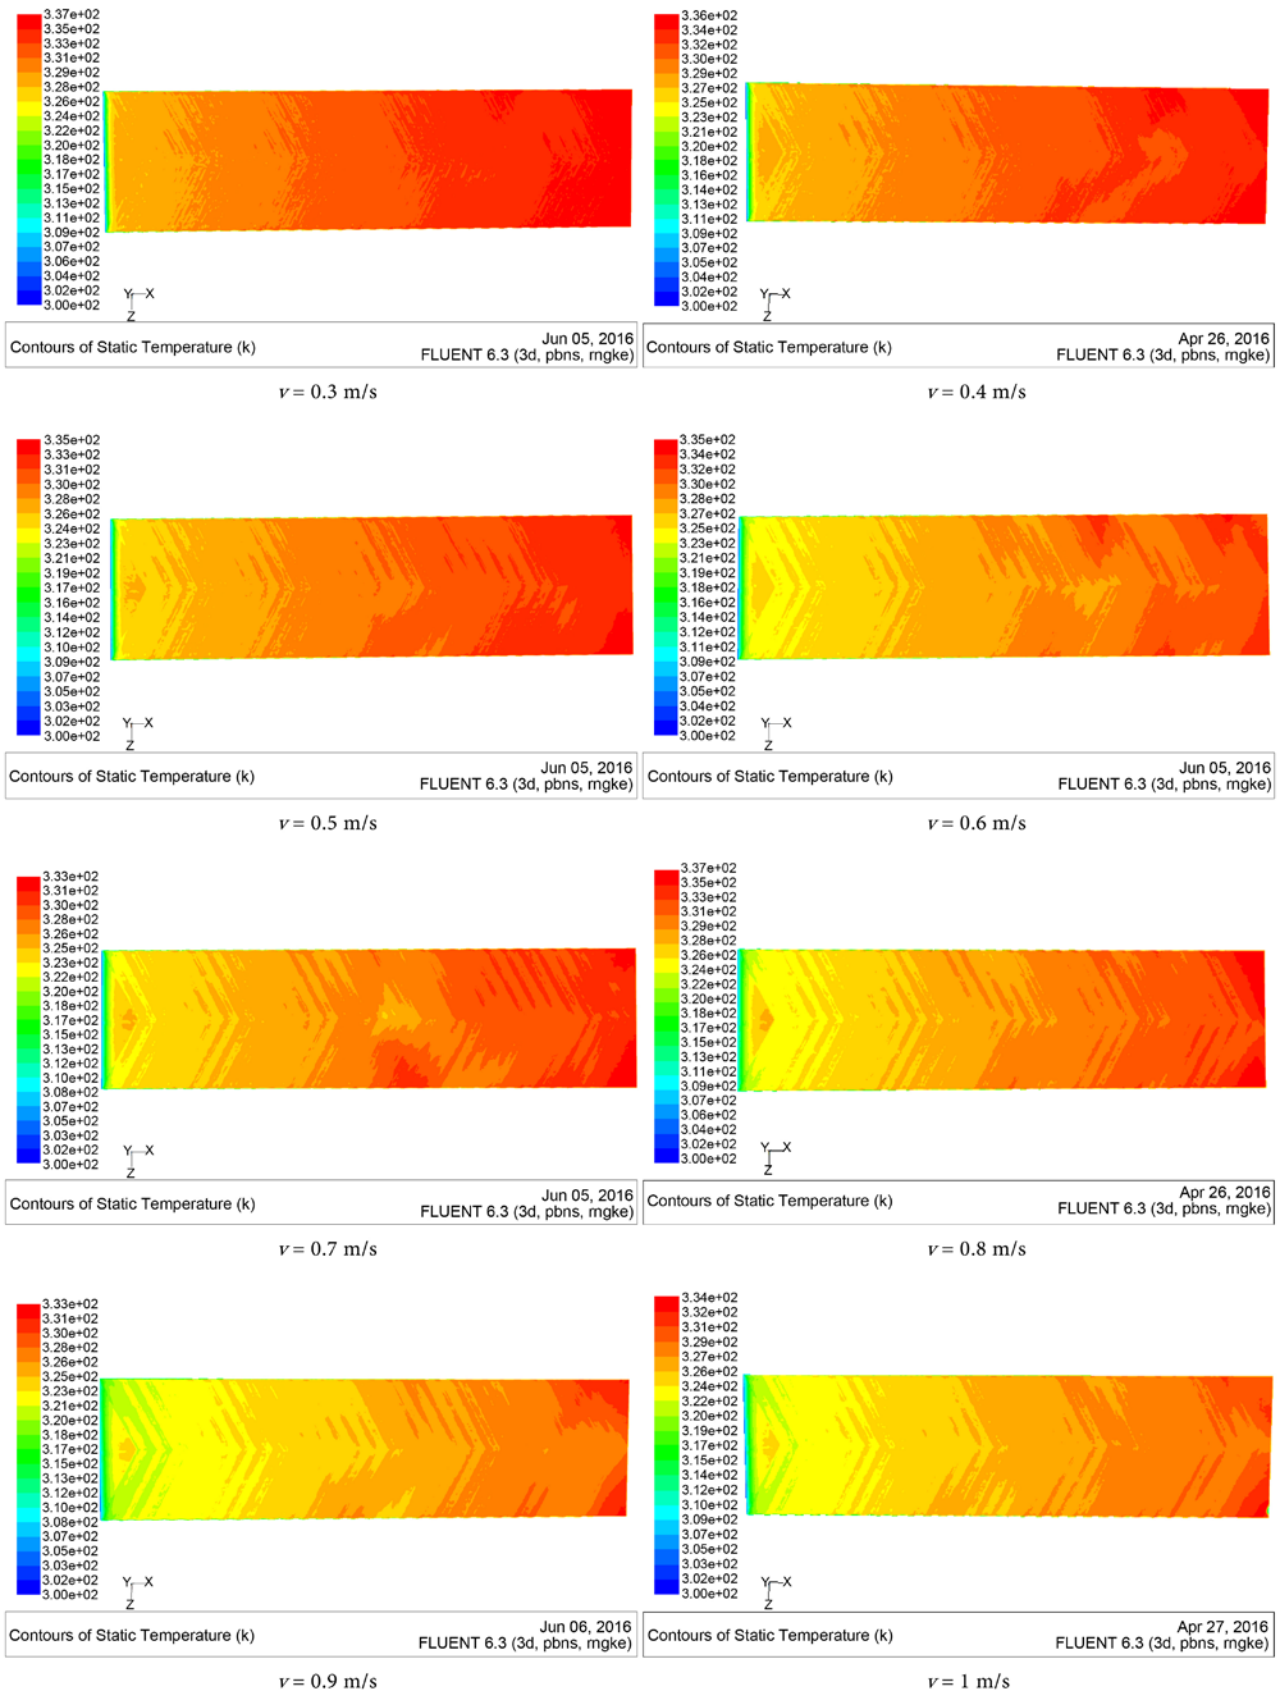 3.37e+02
3.35e+02
3.33e+02
3.31e+02
3.29e+02
3.28e+02
3.26e+02
3.24e+02
3.22e+02
3.20e+02
3.18e+02
3.17e+02
3.15e+02
3.13e+02
3.11e+02
3.09e+02
3.07e+02
3.06e+02
3.04e+02
3.02e+02
3.00e+02
Y X
Z
Contours of Static Temperature (k)
Jun 05, 2016
FLUENT 6.3 (3d, pbns, rngke)
v = 0.3 m/s
3.36e+02
3.34e+02
3.32e+02
3.30e+02
3.29e+02
3.27e+02
3.25e+02
3.23e+02
3.21e+02
3.20e+02
3.18e+02
3.16e+02
3.14e+02
3.13e+02
3.11e+02
3.09e+02
3.07e+02
3.05e+02
3.04e+02
3.02e+02
3.00e+02
Y X
Z
Contours of Static Temperature (k)
Apr 26, 2016
FLUENT 6.3 (3d, pbns, rngke)
v = 0.4 m/s
3.35e+02
3.33e+02
3.31e+02
3.30e+02
3.28e+02
3.26e+02
3.24e+02
3.23e+02
3.21e+02
3.19e+02
3.17e+02
3.16e+02
3.14e+02
3.12e+02
3.10e+02
3.09e+02
3.07e+02
3.05e+02
3.03e+02
3.02e+02
3.00e+02
Y X
Z
Contours of Static Temperature (k)
Jun 05, 2016
FLUENT 6.3 (3d, pbns, rngke)
v = 0.5 m/s
3.35e+02
3.33e+02
3.32e+02
3.30e+02
3.28e+02
3.27e+02
3.25e+02
3.23e+02
3.21e+02
3.19e+02
3.18e+02
3.16e+02
3.14e+02
3.12e+02
3.11e+02
3.09e+02
3.07e+02
3.05e+02
3.04e+02
3.02e+02
3.00e+02
Y X
Z
Contours of Static Temperature (k)
Jun 05, 2016
FLUENT 6.3 (3d, pbns, rngke)
v = 0.6 m/s
3.33e+02
3.31e+02
3.30e+02
3.28e+02
3.26e+02
3.25e+02
3.23e+02
3.22e+02
3.20e+02
3.18e+02
3.17e+02
3.15e+02
3.13e+02
3.12e+02
3.10e+02
3.08e+02
3.07e+02
3.05e+02
3.03e+02
3.02e+02
3.00e+02
Y X
Z
Contours of Static Temperature (k)
Jun 05, 2016
FLUENT 6.3 (3d, pbns, rngke)
v = 0.7 m/s
3.37e+02
3.35e+02
3.33e+02
3.31e+02
3.29e+02
3.28e+02
3.26e+02
3.24e+02
3.22e+02
3.20e+02
3.18e+02
3.17e+02
3.15e+02
3.13e+02
3.11e+02
3.09e+02
3.07e+02
3.06e+02
3.04e+02
3.02e+02
3.00e+02
Y X
Z
Contours of Static Temperature (k)
Apr 26, 2016
FLUENT 6.3 (3d, pbns, rngke)
v = 0.8 m/s
3.33e+02
3.31e+02
3.30e+02
3.28e+02
3.26e+02
3.25e+02
3.23e+02
3.21e+02
3.20e+02
3.18e+02
3.17e+02
3.15e+02
3.13e+02
3.12e+02
3.10e+02
3.08e+02
3.07e+02
3.05e+02
3.03e+02
3.02e+02
3.00e+02
Y X
Z
Contours of Static Temperature (k)
Jun 06, 2016
FLUENT 6.3 (3d, pbns, rngke)
v = 0.9 m/s
3.34e+02
3.32e+02
3.31e+02
3.29e+02
3.27e+02
3.26e+02
3.24e+02
3.22e+02
3.20e+02
3.19e+02
3.17e+02
3.15e+02
3.14e+02
3.12e+02
3.10e+02
3.09e+02
3.07e+02
3.05e+02
3.03e+02
3.02e+02
3.00e+02
Y X
Z
Contours of Static Temperature (k)
Apr 27, 2016
FLUENT 6.3 (3d, pbns, rngke)
v = 1 m/s